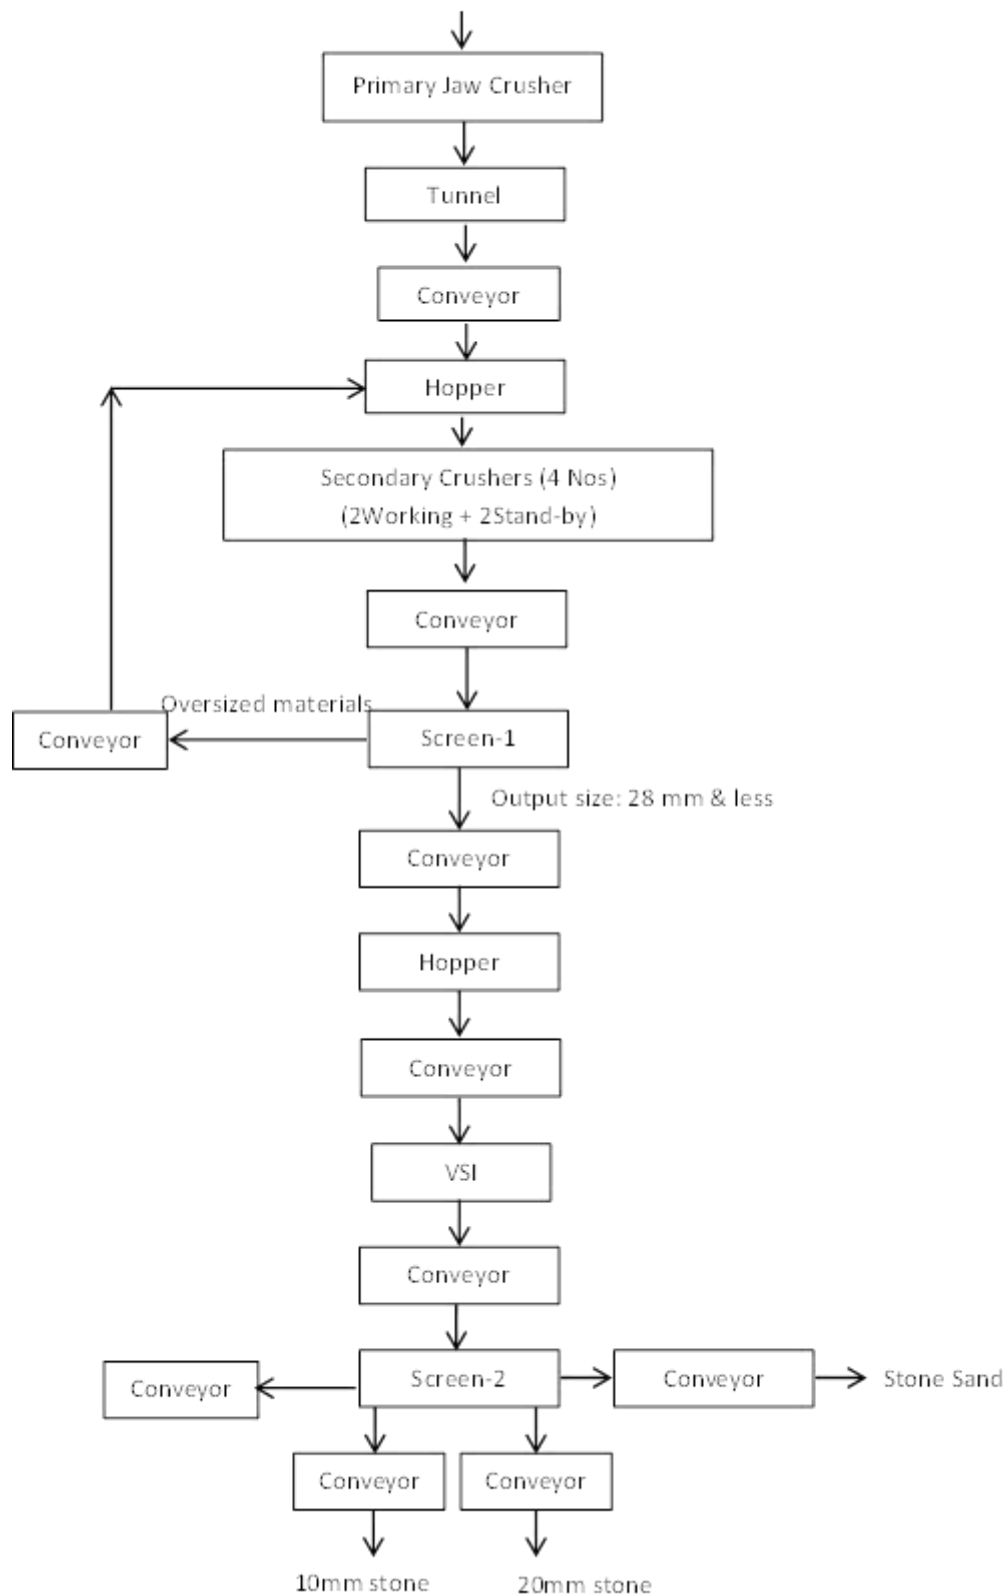 Primary Jaw Crusher
Tunnel
Conveyor
Hopper
Secondary Crushers (4 Nos)
(2Working + 2Stand-by)
Conveyor
Oversized materials
Conveyor
Screen-1
Output size: 28 mm & less
Conveyor
Hopper
Conveyor
VSI
Conveyor
Conveyor
Screen-2
Conveyor
Stone Sand
Conveyor
Conveyor
10mm stone
20mm stone